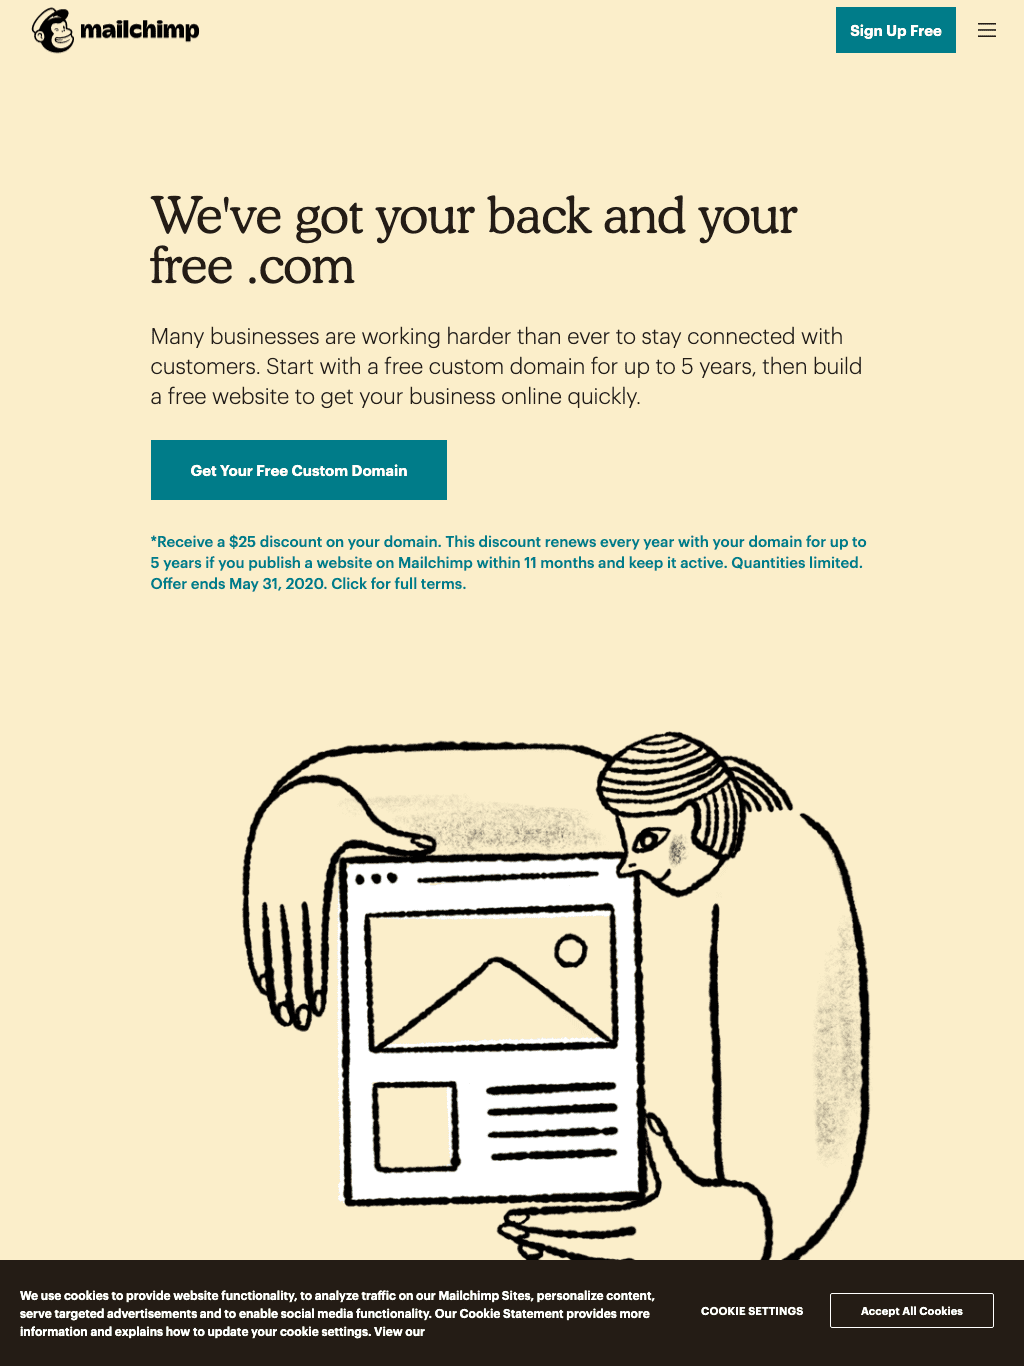 mailchimp
Sign Up Free
We've got your back and your
free .com
Many businesses are working harder than ever to stay connected with
customers. Start with a free custom domain for up to 5 years, then build
a free website to get your business online quickly.
Get Your Free Custom Domain
*Receive a $25 discount on your domain. This discount renews every year with your domain for up to
5 years if you publish a website on Mailchimp within 11 months and keep it active. Quantities limited.
Offer ends May 31, 2020. Click for full terms.
We use cookies to provide website functionality, to analyze traffic on our Mailchimp Sites, personalize content,
serve targeted advertisements and to enable social media functionality. Our Cookie Statement provides more
information and explains how to update your cookie settings. View our
COOKIE SETTINGS
Accept All Cookies